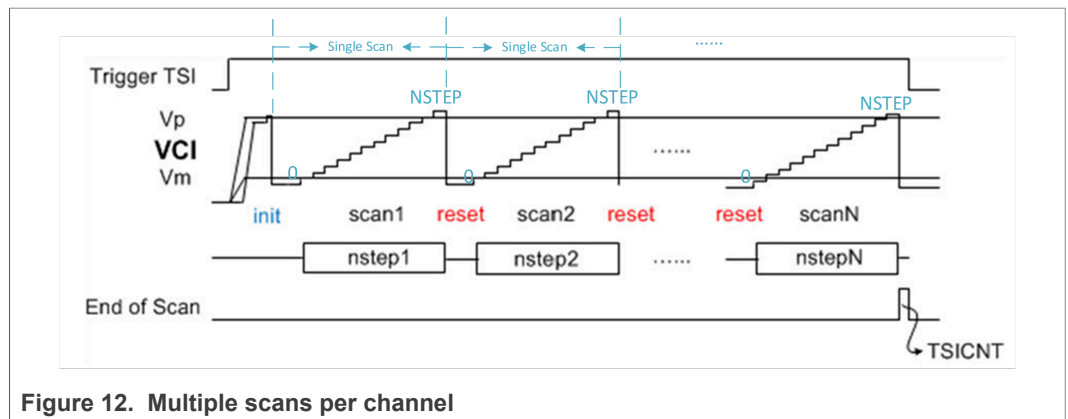 Single Scan Single Scan ......
Trigger TSI
NSTEP NSTEP NSTEP
Vp
VCI ......
Vm 0 0 0
init scan1 reset scan2 reset reset scanN
nstep1 nstep2 ...... nstepN
End of Scan
TSICNT
Figure 12. Multiple scans per channel